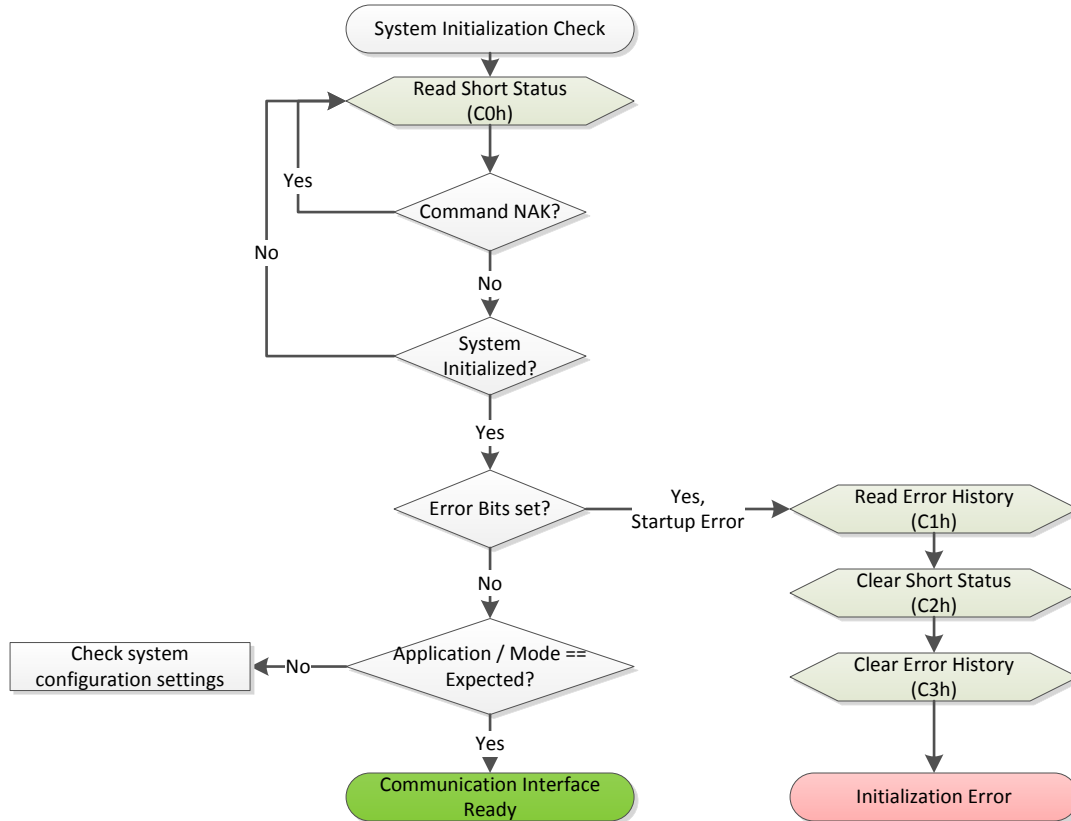 System Initialization Check
Read Short Status
(C0h)
Yes
Command NAK?
No
No
System
Initialized?
Yes
Error Bits set?
Yes,
Startup Error
Read Error History
(C1h)
No
Clear Short Status
(C2h)
Check system
configuration settings
No
Application / Mode ==
Expected?
Clear Error History
(C3h)
Yes
Communication Interface
Ready
Initialization Error